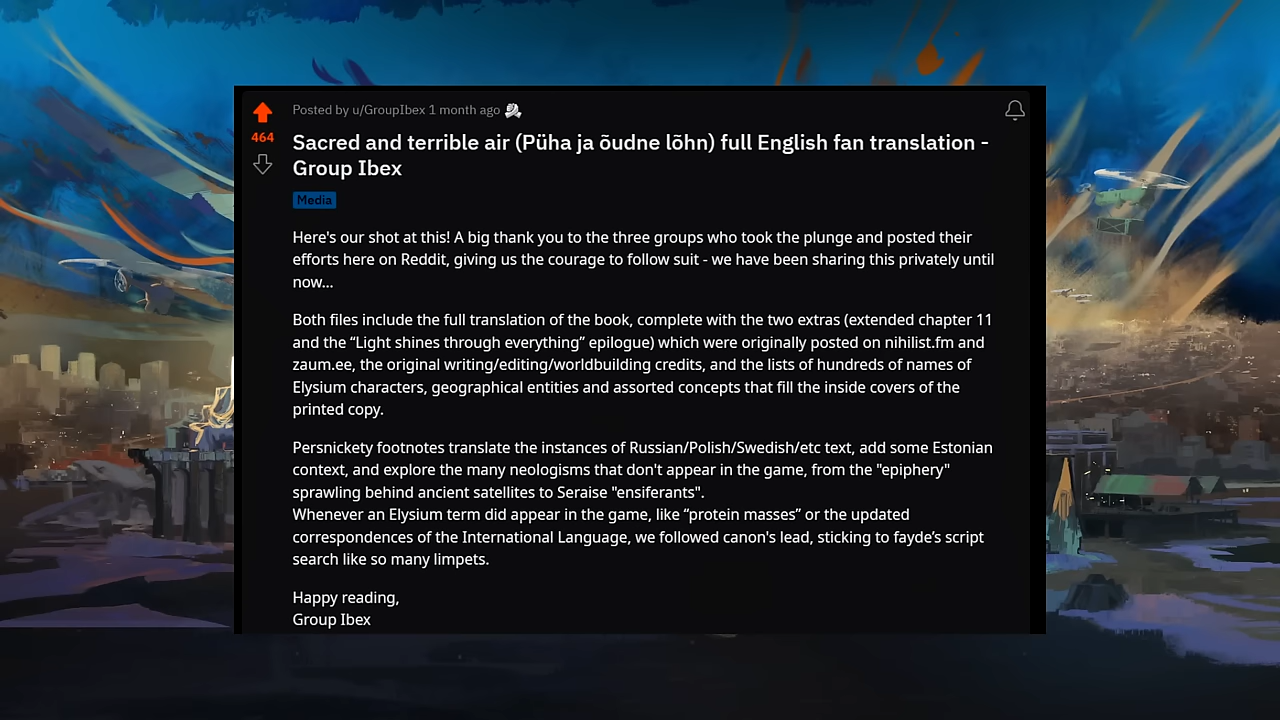 Posted by u/GroupIbex 1 month ago
464
Sacred and terrible air (Püha ja õudne lõhn) full English fan translation -
Group Ibex
Media
Here's our shot at this! A big thank you to the three groups who took the plunge and posted their
efforts here on Reddit, giving us the courage to follow suit - we have been sharing this privately until
now...
Both files include the full translation of the book, complete with the two extras (extended chapter 11
and the “Light shines through everything” epilogue) which were originally posted on nihilist.fm and
zaum.ee, the original writing/editing/worldbuilding credits, and the lists of hundreds of names of
Elysium characters, geographical entities and assorted concepts that fill the inside covers of the
printed copy.
Persnickety footnotes translate the instances of Russian/Polish/Swedish/etc text, add some Estonian
context, and explore the many neologisms that don't appear in the game, from the "epiphery"
sprawling behind ancient satellites to Seraise "ensiferants".
Whenever an Elysium term did appear in the game, like “protein masses” or the updated
correspondences of the International Language, we followed canon's lead, sticking to fayde’s script
search like so many limpets.
Happy reading,
Group Ibex